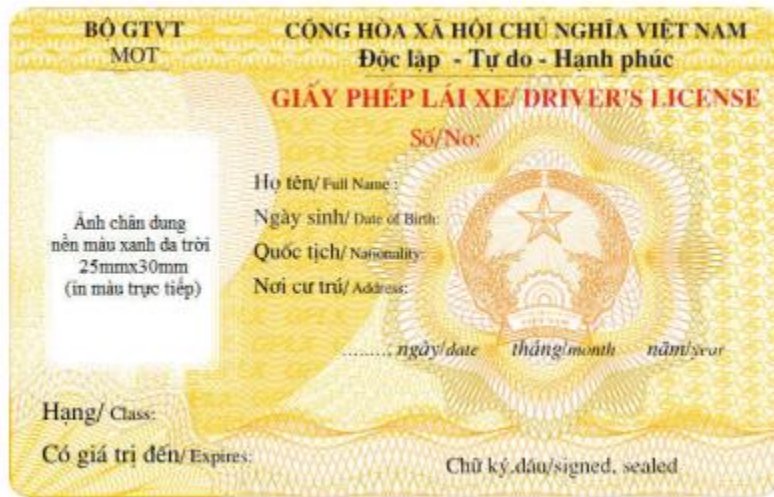 BỘ GTVT
MOT
CỘNG HÒA XÃ HỘI CHỦ NGHĨA VIỆT NAM
Độc lập - Tự do - Hạnh phúc
GIẤY PHÉP LÁI XE/ DRIVER'S LICENSE
Số/No:
Ảnh chân dung
nền màu xanh da trời
25mmx30mm
(in màu trực tiếp)
Họ tên/ Full Name :
Ngày sinh/ Date of Birth:
Quốc tịch/ Nationality:
Nơi cư trú/ Address:
VIỆT NAM
........, ngày/date tháng/month năm/year
Hạng/ Class:
Có giá trị đến/ Expires:
Chữ ký,dấu/signed, sealed